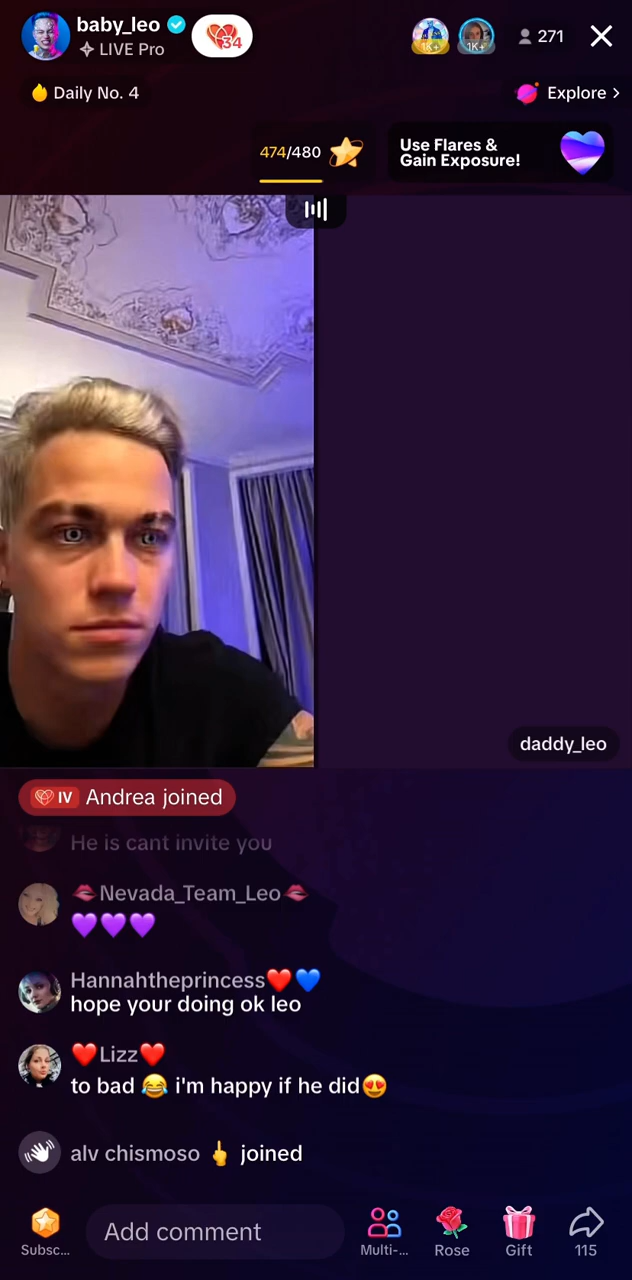 baby_leo
LIVE Pro
34
1K+
1K+
271
Daily No. 4
Explore >
474/480
Use Flares &
Gain Exposure!
daddy_leo
IV Andrea joined
He is cant invite you
🫦Nevada_Team_Leo🫦
💜💜💜
Hannahtheprincess❤️💙
hope your doing ok leo
❤️Lizz❤️
to bad 😂 i'm happy if he did😍
alv chismoso 🖕 joined
Add comment
Subsc...
Multi-...
Rose
Gift
115